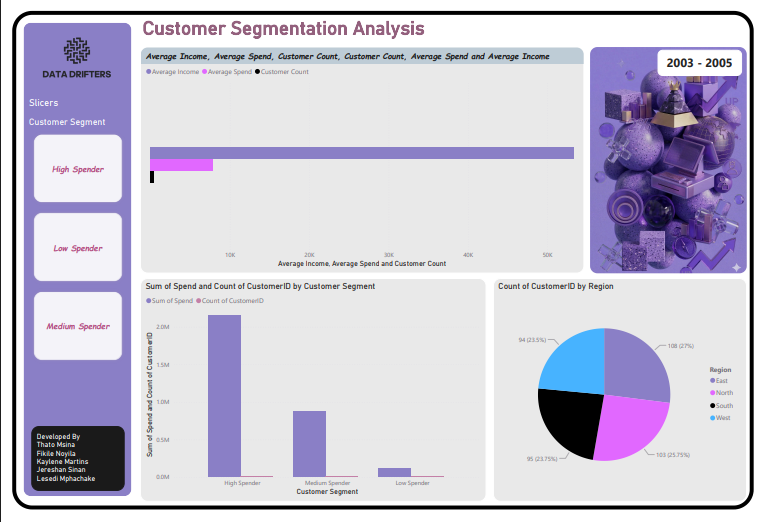 Customer Segmentation Analysis
DATA DRIFTERS
Slicers
Customer Segment
High Spender
Low Spender
Medium Spender
Developed By
Thato Msina
Fikile Noyila
Kaylene Martins
Jereshan Sinan
Lesedi Mphachake
Average Income, Average Spend, Customer Count, Customer Count, Average Spend and Average Income
Average Income Average Spend Customer Count
10K 20K 30K 40K 50K
Average Income, Average Spend and Customer Count
2003 - 2005
UP
Sum of Spend and Count of CustomerID by Customer Segment
Sum of Spend Count of CustomerID
Sum of Spend and Count of CustomerID
2.0M
1.5M
1.0M
0.5M
0.0M
High Spender Medium Spender Low Spender
Customer Segment
Count of CustomerID by Region
94 (23.5%)
108 (27%)
95 (23.75%)
103 (25.75%)
Region
East
North
South
West